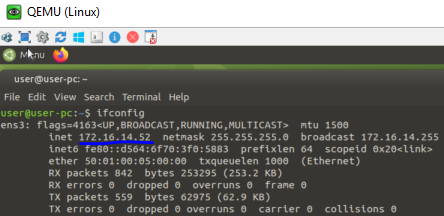 QEMU (Linux)
Menu
user@user-pc: ~
File Edit View Search Terminal Help
user@user-pc:~$ ifconfig
ens3: flags=4163<UP,BROADCAST,RUNNING,MULTICAST> mtu 1500
inet 172.16.14.52 netmask 255.255.255.0 broadcast 172.16.14.255
inet6 fe80::d564:6f70:3f0:5883 prefixlen 64 scopeid 0x20<link>
ether 50:01:00:05:00:00 txqueuelen 1000 (Ethernet)
RX packets 842 bytes 253295 (253.2 KB)
RX errors 0 dropped 0 overruns 0 frame 0
TX packets 559 bytes 62975 (62.9 KB)
TX errors 0 dropped 0 overruns 0 carrier 0 collisions 0